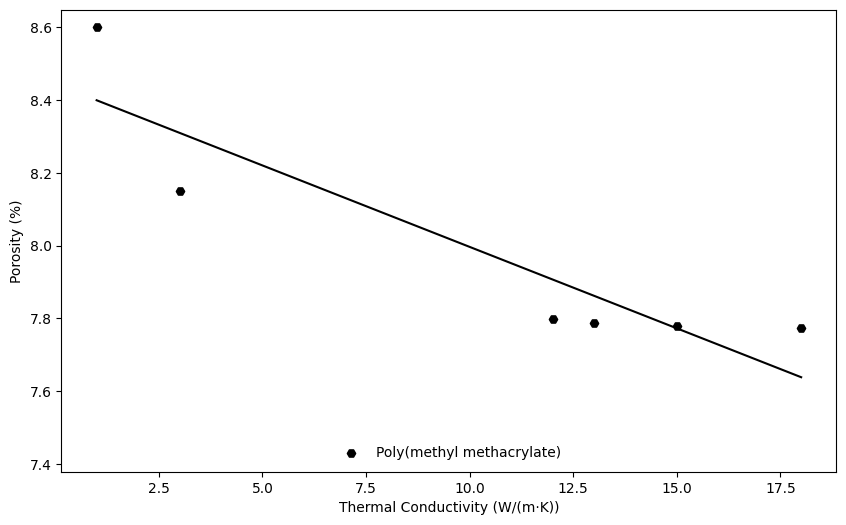 8.6
8.4
8.2
8.0
7.8
7.6
7.4
Porosity (%)
Poly(methyl methacrylate)
2.5 5.0 7.5 10.0 12.5 15.0 17.5
Thermal Conductivity (W/(m·K))